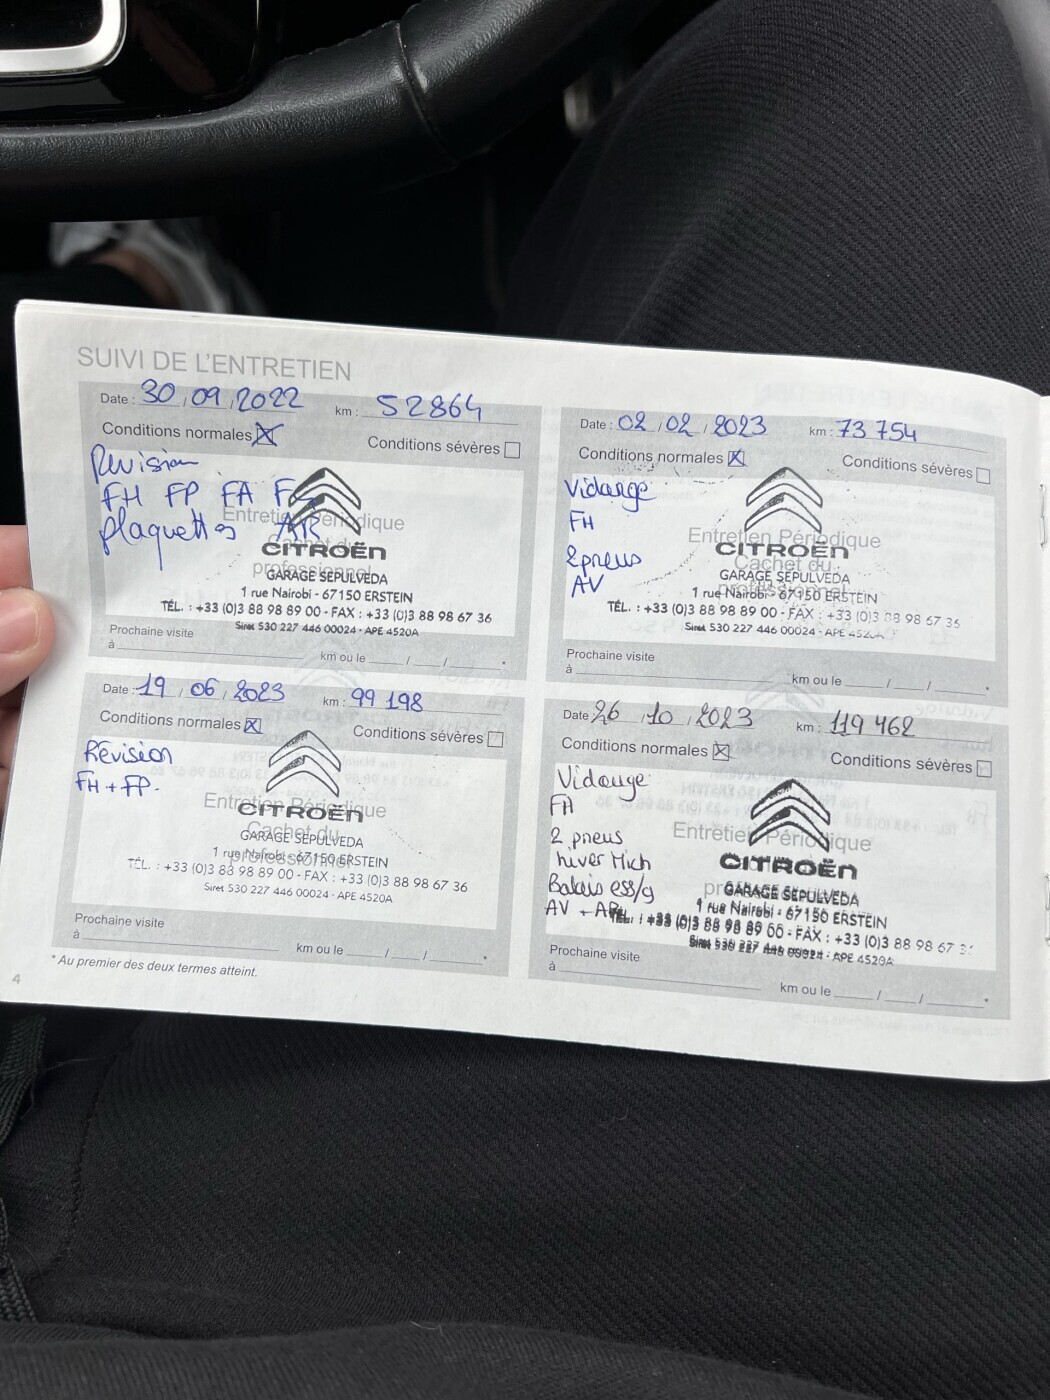 SUIVI DE L'ENTRETIEN
Date : 30 / 09 / 2022 km : 52864
Conditions normales Conditions sévères
Révision
FH FP FA
plaquettes AR
Entretien Périodique
Cachet du
professionnel
CITROËN
GARAGE SEPULVEDA
1 rue Nairobi - 67150 ERSTEIN
TÉL. : +33 (0)3 88 98 89 00 - FAX : +33 (0)3 88 98 67 36
Siret 530 227 446 00024 - APE 4520A
Prochaine visite
à km ou le / / *
Date : 02 / 02 / 2023 km : 73 754
Conditions normales Conditions sévères
Vidange
FH
2 pneus
AV
Entretien Périodique
Cachet du
professionnel
CITROËN
GARAGE SEPULVEDA
1 rue Nairobi - 67150 ERSTEIN
TÉL. : +33 (0)3 88 98 89 00 - FAX : +33 (0)3 88 98 67 36
Siret 530 227 446 00024 - APE 4520A
Prochaine visite
à km ou le / / *
Date : 19 / 06 / 2023 km : 99 198
Conditions normales Conditions sévères
Révision
FH + FP.
Entretien Périodique
Cachet du
professionnel
CITROËN
GARAGE SEPULVEDA
1 rue Nairobi - 67150 ERSTEIN
TÉL. : +33 (0)3 88 98 89 00 - FAX : +33 (0)3 88 98 67 36
Siret 530 227 446 00024 - APE 4520A
Prochaine visite
à km ou le / / *
Date 26 / 10 / 2023 km : 119 462
Conditions normales Conditions sévères
Vidange
FH
2 pneus
hiver Mich
Balais ess/g
AV + AR
Entretien Périodique
CITROËN
GARAGE SEPULVEDA
1 rue Nairobi - 67150 ERSTEIN
TÉL. : +33 (0)3 88 98 89 00 - FAX : +33 (0)3 88 98 67 3
Siret 530 227 446 00024 - APE 4520A
Prochaine visite
à km ou le / / *
* Au premier des deux termes atteint.
4